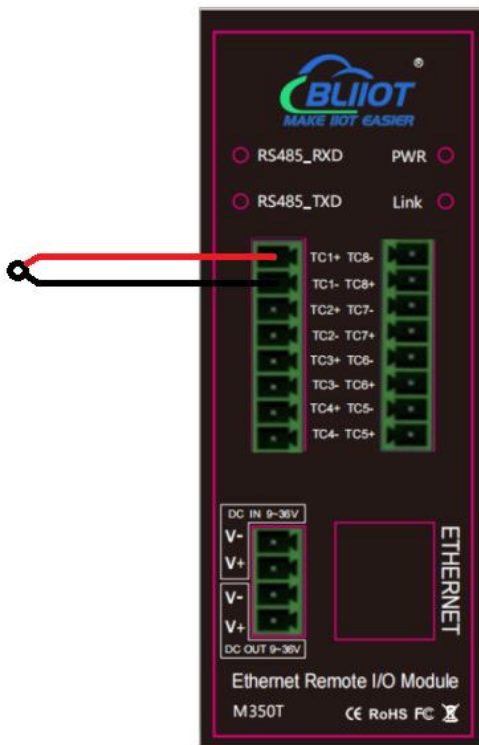 ®
BLIIOT
MAKE IIOT EASIER
RS485_RXD PWR
RS485_TXD Link
TC1+ TC8-
TC1- TC8+
TC2+ TC7-
TC2- TC7+
TC3+ TC6-
TC3- TC6+
TC4+ TC5-
TC4- TC5+
DC IN 9~36V
V-
V+
V-
V+
DC OUT 9~36V
ETHERNET
Ethernet Remote I/O Module
M350T CE RoHS FC